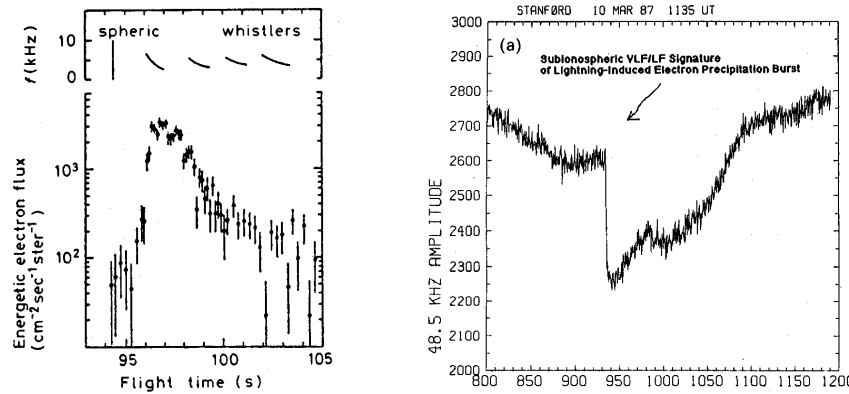 spheric whistlers
f(kHz)
10
5
0
Energetic electron flux
(cm⁻² sec⁻¹ ster⁻¹)
10³
10²
95 100 105
Flight time (s)
STANFØRD 10 MAR 87 1135 UT
(a)
Subionospheric VLF/LF Signature
of Lightning-Induced Electron Precipitation Burst
48.5 KHZ AMPLITUDE
3000
2900
2800
2700
2600
2500
2400
2300
2200
2100
2000
800 850 900 950 1000 1050 1100 1150 1200